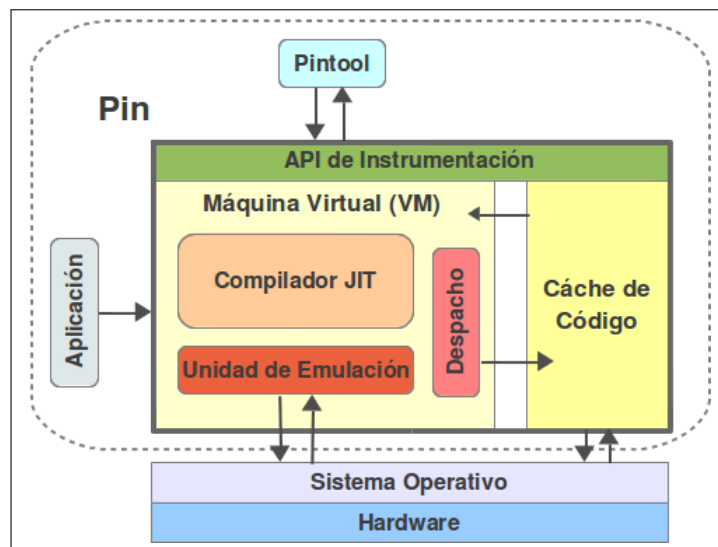 Pintool
Pin
API de Instrumentación
Máquina Virtual (VM)
Aplicación
Compilador JIT
Despacho
Cáche de
Código
Unidad de Emulación
Sistema Operativo
Hardware